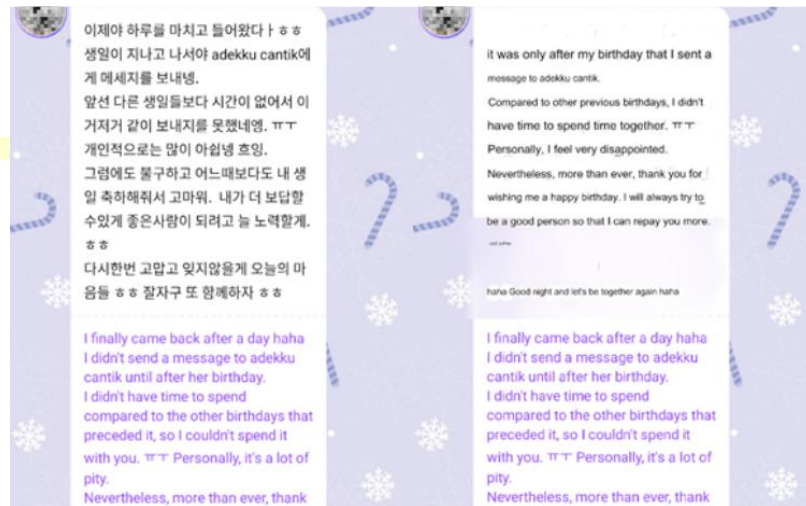 이제야 하루를 마치고 들어왔다ㅏㅎㅎ
생일이 지나고 나서야 adekku cantik에
게 메세지를 보내넹.
앞선 다른 생일들보다 시간이 없어서 이
거저거 같이 보내지를 못했네엥. ㅠㅜ
개인적으로는 많이 아쉽넹 흐잉.
그럼에도 불구하고 어느때보다도 내 생
일 축하해줘서 고마워. 내가 더 보답할
수있게 좋은사람이 되려고 늘 노력할게.
ㅎㅎ
다시한번 고맙고 잊지않을게 오늘의 마
음들 ㅎㅎ 잘자구 또 함께하자 ㅎㅎ
I finally came back after a day haha
I didn't send a message to adekku
cantik until after her birthday.
I didn't have time to spend
compared to the other birthdays that
preceded it, so I couldn't spend it
with you. ㅠㅜ Personally, it's a lot of
pity.
Nevertheless, more than ever, thank
it was only after my birthday that I sent a
message to adekku cantik.
Compared to other previous birthdays, I didn't
have time to spend time together. ㅠㅜ
Personally, I feel very disappointed.
Nevertheless, more than ever, thank you for
wishing me a happy birthday. I will always try to
be a good person so that I can repay you more.
haha Good night and let's be together again haha
I finally came back after a day haha
I didn't send a message to adekku
cantik until after her birthday.
I didn't have time to spend
compared to the other birthdays that
preceded it, so I couldn't spend it
with you. ㅠㅜ Personally, it's a lot of
pity.
Nevertheless, more than ever, thank